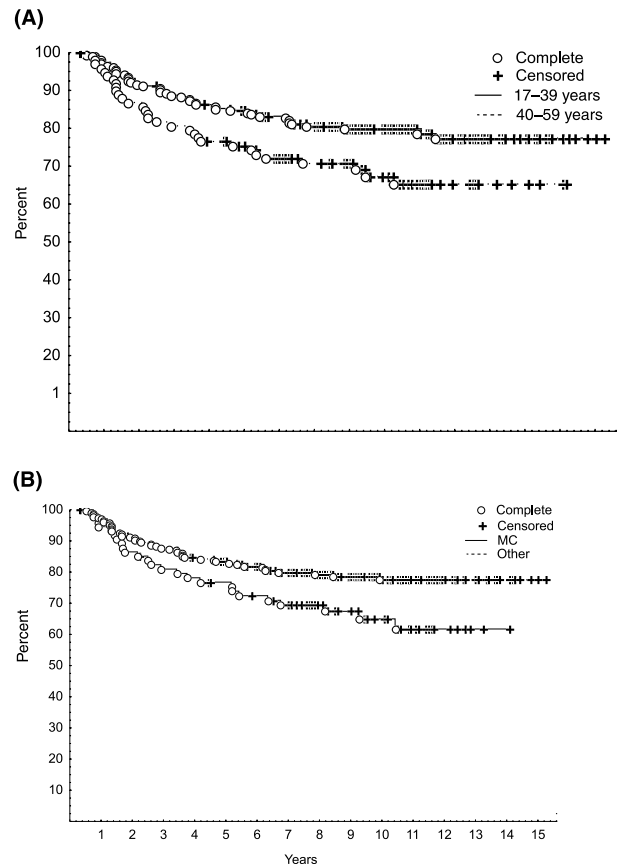 (A)
100
90
80
70
60
50
40
30
20
1
Percent
Complete
Censored
17–39 years
40–59 years
(B)
100
90
80
70
60
50
40
30
20
10
Percent
Complete
Censored
MC
Other
1 2 3 4 5 6 7 8 9 10 11 12 13 14 15
Years